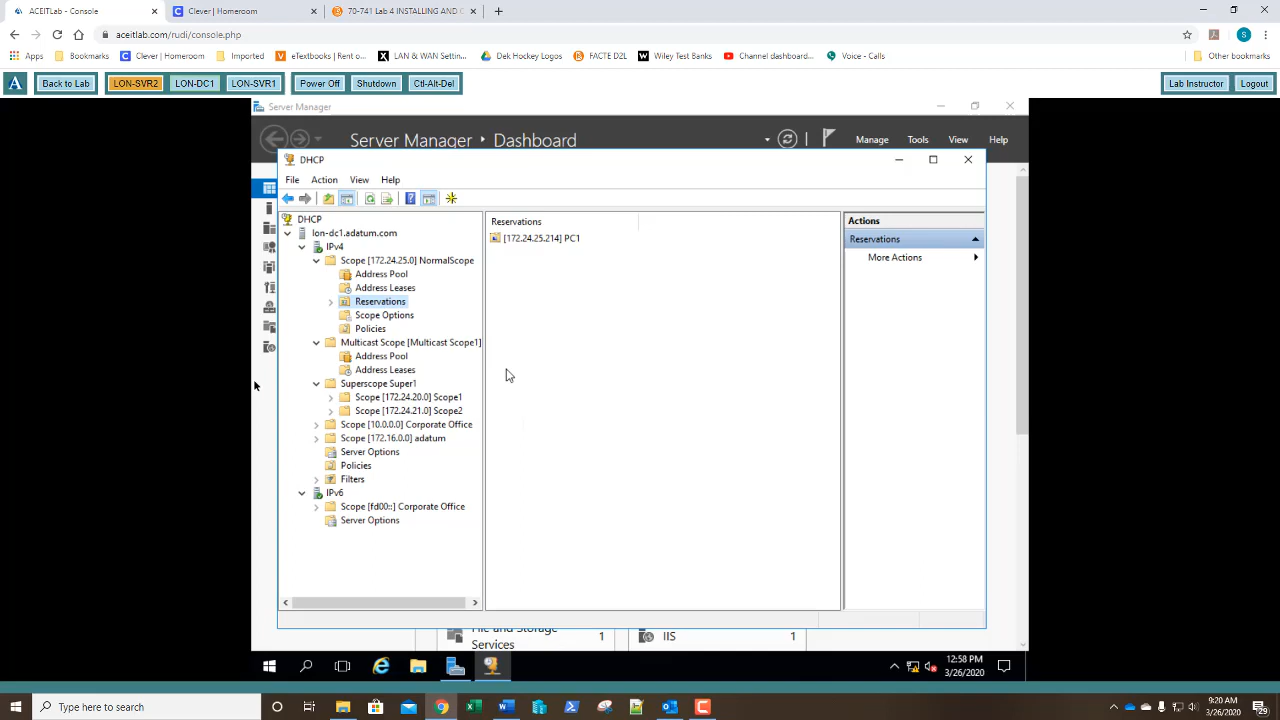 ACEITLab - Console
Clever | Homeroom
70-741 Lab 4 INSTALLING AND C
aceitlab.com/rudi/console.php
S
Apps
Bookmarks
Clever | Homeroom
Imported
eTextbooks | Rent o...
LAN & WAN Settin...
Dek Hockey Logos
FACTE D2L
Wiley Test Banks
Channel dashboard...
Voice - Calls
Other bookmarks
A
Back to Lab
LON-SVR2
LON-DC1
LON-SVR1
Power Off
Shutdown
Ctl-Alt-Del
Lab Instructor
Logout
Server Manager
Server Manager
Dashboard
Manage
Tools
View
Help
DHCP
File
Action
View
Help
DHCP
lon-dc1.adatum.com
IPv4
Scope [172.24.25.0] NormalScope
Address Pool
Address Leases
Reservations
Scope Options
Policies
Multicast Scope [Multicast Scope1]
Address Pool
Address Leases
Superscope Super1
Scope [172.24.20.0] Scope1
Scope [172.24.21.0] Scope2
Scope [10.0.0.0] Corporate Office
Scope [172.16.0.0] adatum
Server Options
Policies
Filters
IPv6
Scope [fd00::] Corporate Office
Server Options
Reservations
[172.24.25.214] PC1
Actions
Reservations
More Actions
File and Storage
Services
1
IIS
1
12:58 PM
3/26/2020
Type here to search
9:20 AM
3/26/2020